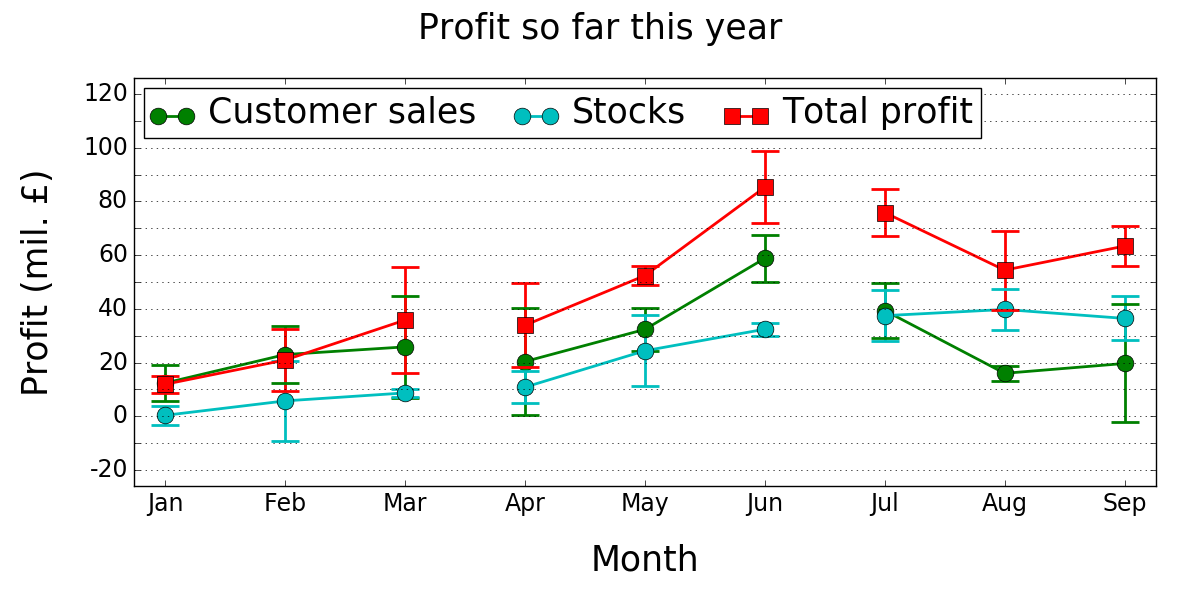 Profit so far this year
Customer sales Stocks Total profit
Profit (mil. £)
120
100
80
60
40
20
0
-20
Jan Feb Mar Apr May Jun Jul Aug Sep
Month